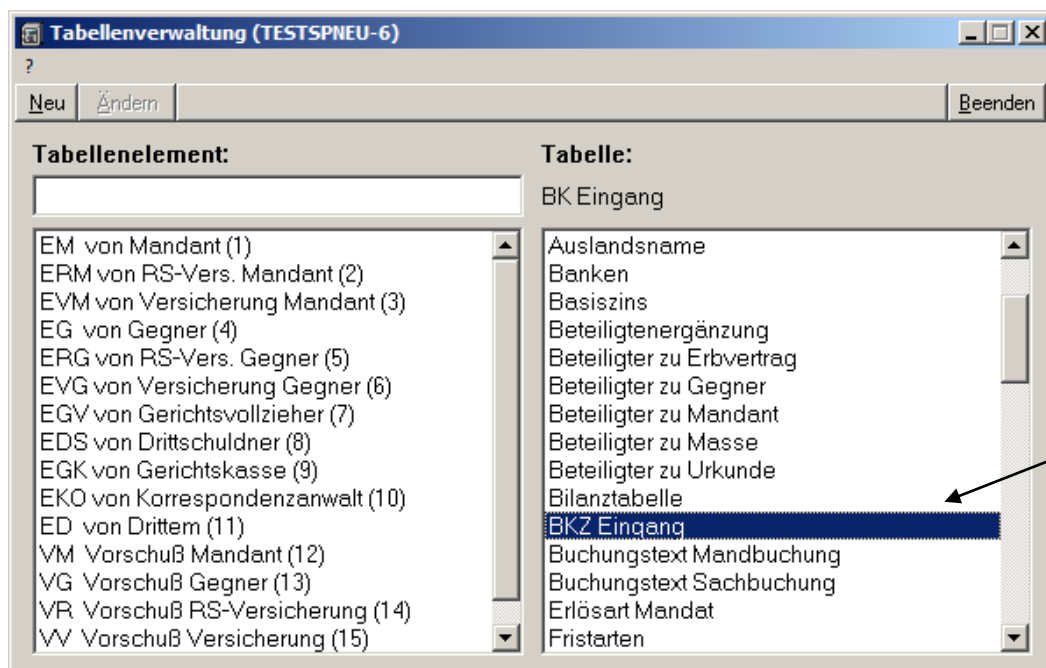 Tabellenverwaltung (TESTSPNEU-6)
?
Neu Ändern Beenden
Tabellenelement:
EM von Mandant (1)
ERM von RS-Vers. Mandant (2)
EVM von Versicherung Mandant (3)
EG von Gegner (4)
ERG von RS-Vers. Gegner (5)
EVG von Versicherung Gegner (6)
EGV von Gerichtsvollzieher (7)
EDS von Drittschuldner (8)
EGK von Gerichtskasse (9)
EKO von Korrespondenzanwalt (10)
ED von Drittem (11)
VM Vorschuß Mandant (12)
VG Vorschuß Gegner (13)
VR Vorschuß RS-Versicherung (14)
VV Vorschuß Versicherung (15)
Tabelle:
BK Eingang
Auslandsname
Banken
Basiszins
Beteiligtenergänzung
Beteiligter zu Erbvertrag
Beteiligter zu Gegner
Beteiligter zu Mandant
Beteiligter zu Masse
Beteiligter zu Urkunde
Bilanztabelle
BKZ Eingang
Buchungstext Mandbuchung
Buchungstext Sachbuchung
Erlösart Mandat
Fristarten